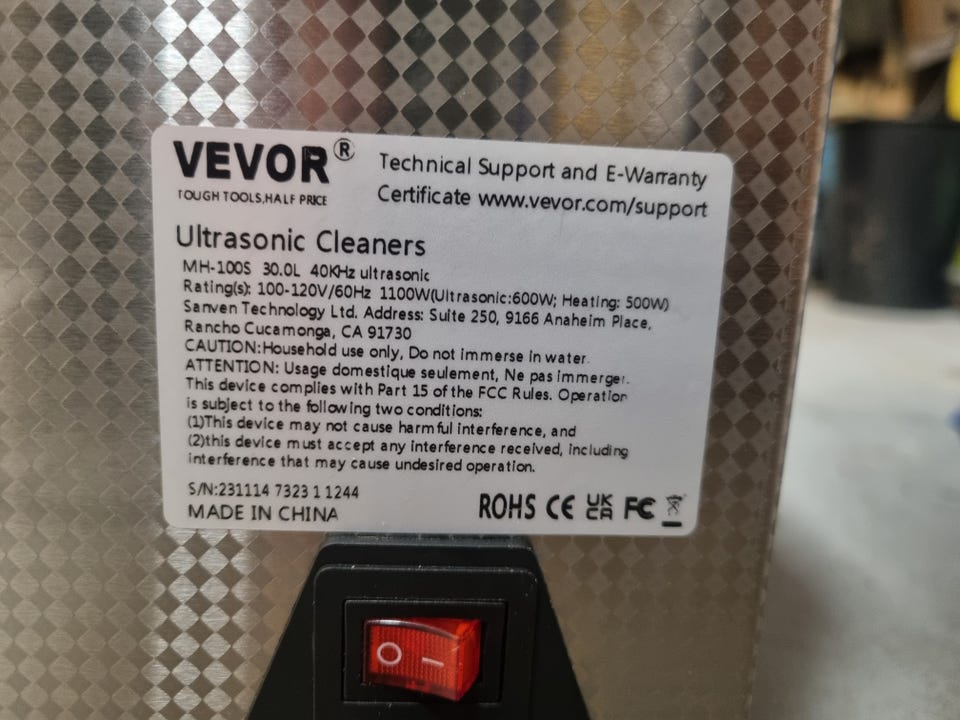 VEVOR®
TOUGH TOOLS,HALF PRICE
Technical Support and E-Warranty
Certificate www.vevor.com/support
Ultrasonic Cleaners
MH-100S 30.0L 40KHz ultrasonic
Rating(s): 100-120V/60Hz 1100W(Ultrasonic:600W; Heating: 500W)
Sanven Technology Ltd. Address: Suite 250, 9166 Anaheim Place,
Rancho Cucamonga, CA 91730
CAUTION:Household use only, Do not immerse in water.
ATTENTION: Usage domestique seulement, Ne pas immerger.
This device complies with Part 15 of the FCC Rules. Operation
is subject to the following two conditions:
(1)This device may not cause harmful interference, and
(2)this device must accept any interference received, including
interference that may cause undesired operation.
S/N:231114 7323 1 1244
MADE IN CHINA
ROHS CE UK CA FC
O –